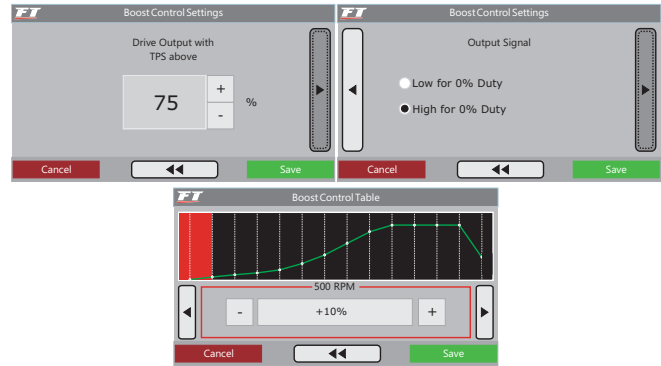 FT Boost Control Settings
Drive Output with
TPS above
75 + - %
Cancel Save
FT Boost Control Settings
Output Signal
Low for 0% Duty
High for 0% Duty
Cancel Save
FT Boost Control Table
500 RPM
- +10% +
Cancel Save